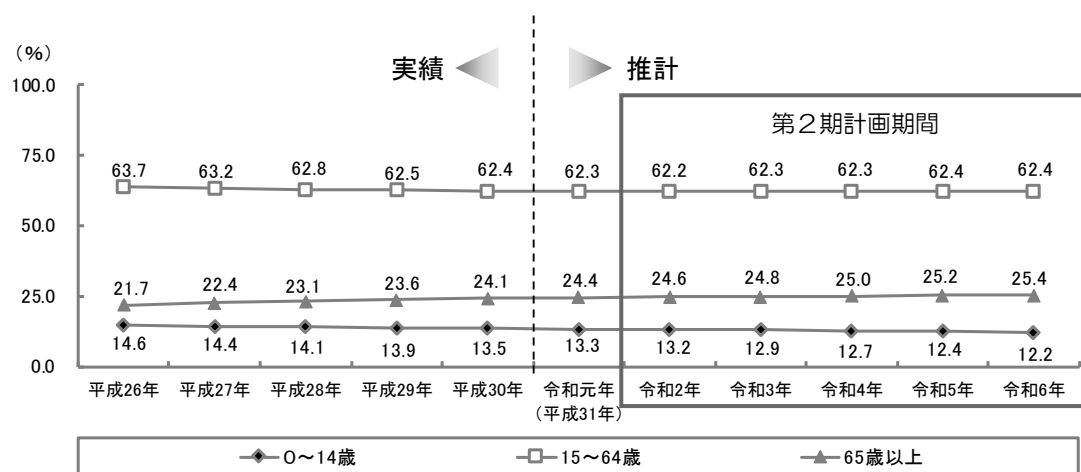 （%）
実績
推計
第２期計画期間
100.0
75.0
50.0
25.0
0.0
63.7 63.2 62.8 62.5 62.4 62.3 62.2 62.3 62.3 62.4 62.4
21.7 22.4 23.1 23.6 24.1 24.4 24.6 24.8 25.0 25.2 25.4
14.6 14.4 14.1 13.9 13.5 13.3 13.2 12.9 12.7 12.4 12.2
平成26年 平成27年 平成28年 平成29年 平成30年 令和元年 令和2年 令和3年 令和4年 令和5年 令和6年
（平成31年）
0～14歳 15～64歳 65歳以上